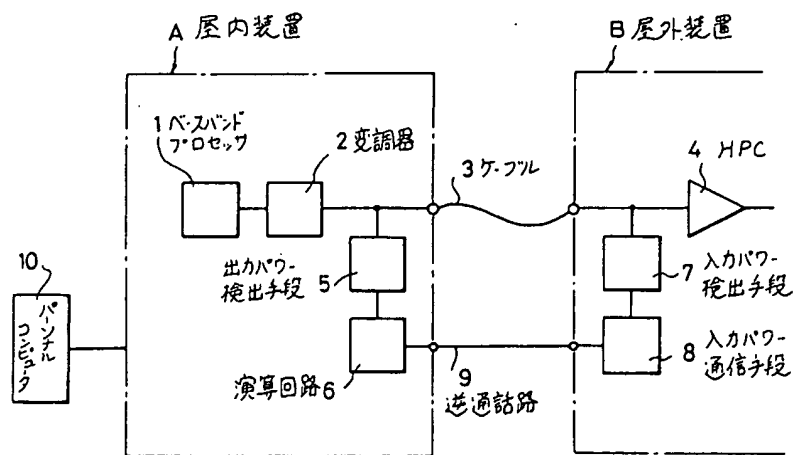 A 屋内装置
B 屋外装置
1 ベースバンド
プロセッサ
2 変調器
3 ケーブル
4 HPC
出力パワー
検出手段
5
7 入力パワー
検出手段
10
パーソナル
コンピュータ
演算回路6
9
逆通話路
8 入力パワー
通信手段